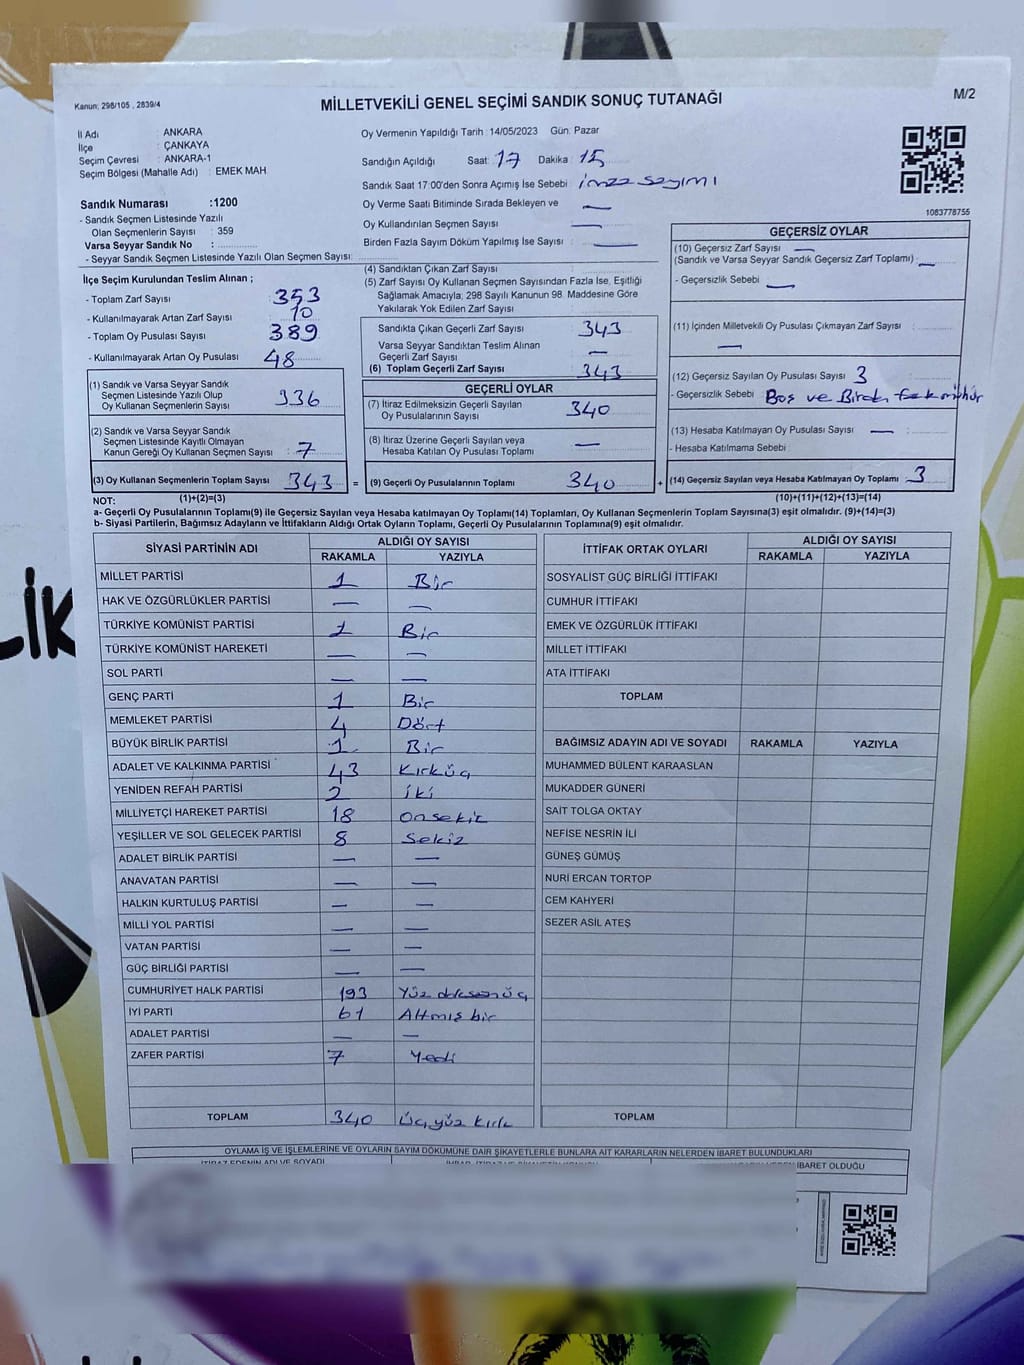 Kanun: 298/105 , 2839/4
MİLLETVEKİLİ GENEL SEÇİMİ SANDIK SONUÇ TUTANAĞI
M/2
İl Adı : ANKARA
İlçe : ÇANKAYA
Seçim Çevresi : ANKARA-1
Seçim Bölgesi (Mahalle Adı) : EMEK MAH
Oy Vermenin Yapıldığı Tarih : 14/05/2023 Gün: Pazar
Sandığın Açıldığı Saat: 17 Dakika : 15
Sandık Saat 17:00'den Sonra Açımış İse Sebebi : imza sayımı
Oy Verme Saati Bitiminde Sırada Bekleyen ve
Oy Kullandırılan Seçmen Sayısı : —
Birden Fazla Sayım Döküm Yapılmış İse Sayısı : —
1083778755
Sandık Numarası :1200
- Sandık Seçmen Listesinde Yazılı
Olan Seçmenlerin Sayısı : 359
Varsa Seyyar Sandık No :
- Seyyar Sandık Seçmen Listesinde Yazılı Olan Seçmen Sayısı:
İlçe Seçim Kurulundan Teslim Alınan ;
- Toplam Zarf Sayısı : 353
- Kullanılmayarak Artan Zarf Sayısı : 10
- Toplam Oy Pusulası Sayısı : 389
- Kullanılmayarak Artan Oy Pusulası : 48
(1) Sandık ve Varsa Seyyar Sandık
Seçmen Listesinde Yazılı Olup
Oy Kullanan Seçmenlerin Sayısı : 336
(2) Sandık ve Varsa Seyyar Sandık
Seçmen Listesinde Kayıtlı Olmayan
Kanun Gereği Oy Kullanan Seçmen Sayısı : 7
(3) Oy Kullanan Seçmenlerin Toplam Sayısı : 343
(1)+(2)=(3)
(4) Sandıktan Çıkan Zarf Sayısı :
(5) Zarf Sayısı Oy Kullanan Seçmen Sayısından Fazla İse, Eşitliği
Sağlamak Amacıyla; 298 Sayılı Kanunun 98 Maddesine Göre
Yakılarak Yok Edilen Zarf Sayısı :
Sandıkta Çıkan Geçerli Zarf Sayısı : 343
Varsa Seyyar Sandıktan Teslim Alınan
Geçerli Zarf Sayısı : —
(6) Toplam Geçerli Zarf Sayısı : 343
GEÇERLİ OYLAR
(7) İtiraz Edilmeksizin Geçerli Sayılan
Oy Pusulalarının Sayısı : 340
(8) İtiraz Üzerine Geçerli Sayılan veya
Hesaba Katılan Oy Pusulası Toplamı : —
= (9) Geçerli Oy Pusulalarının Toplamı : 340
GEÇERSİZ OYLAR
(10) Geçersiz Zarf Sayısı : —
(Sandık ve Varsa Seyyar Sandık Geçersiz Zarf Toplamı) : —
- Geçersizlik Sebebi : —
(11) İçinden Milletvekili Oy Pusulası Çıkmayan Zarf Sayısı :
—
(12) Geçersiz Sayılan Oy Pusulası Sayısı : 3
- Geçersizlik Sebebi : Boş ve Birden fazla mühür
(13) Hesaba Katılmayan Oy Pusulası Sayısı : —
- Hesaba Katılmama Sebebi :
+ (14) Geçersiz Sayılan veya Hesaba Katılmayan Oy Toplamı : 3
(10)+(11)+(12)+(13)=(14)
NOT:
a- Geçerli Oy Pusulalarının Toplamı(9) ile Geçersiz Sayılan veya Hesaba katılmayan Oy Toplamı(14) Toplamları, Oy Kullanan Seçmenlerin Toplam Sayısına(3) eşit olmalıdır. (9)+(14)=(3)
b- Siyasi Partilerin, Bağımsız Adayların ve İttifakların Aldığı Ortak Oyların Toplamı, Geçerli Oy Pusulalarının Toplamına(9) eşit olmalıdır.
SİYASİ PARTİNİN ADI ALDIĞI OY SAYISI
RAKAMLA YAZIYLA
MİLLET PARTİSİ 1 Bir
HAK VE ÖZGÜRLÜKLER PARTİSİ — —
TÜRKİYE KOMÜNİST PARTİSİ 1 Bir
TÜRKİYE KOMÜNİST HAREKETİ — —
SOL PARTİ — —
GENÇ PARTİ 1 Bir
MEMLEKET PARTİSİ 4 Dört
BÜYÜK BİRLİK PARTİSİ 1 Bir
ADALET VE KALKINMA PARTİSİ 43 Kırküç
YENİDEN REFAH PARTİSİ 2 iki
MİLLİYETÇİ HAREKET PARTİSİ 18 onsekiz
YEŞİLLER VE SOL GELECEK PARTİSİ 8 Sekiz
ADALET BİRLİK PARTİSİ — —
ANAVATAN PARTİSİ — —
HALKIN KURTULUŞ PARTİSİ — —
MİLLİ YOL PARTİSİ — —
VATAN PARTİSİ — —
GÜÇ BİRLİĞİ PARTİSİ — —
CUMHURİYET HALK PARTİSİ 193 Yüz doksanüç
İYİ PARTİ 61 Altmış bir
ADALET PARTİSİ — —
ZAFER PARTİSİ 7 Yedi
TOPLAM 340 Üçyüz kırk
İTTİFAK ORTAK OYLARI ALDIĞI OY SAYISI
RAKAMLA YAZIYLA
SOSYALİST GÜÇ BİRLİĞİ İTTİFAKI
CUMHUR İTTİFAKI
EMEK VE ÖZGÜRLÜK İTTİFAKI
MİLLET İTTİFAKI
ATA İTTİFAKI
TOPLAM
BAĞIMSIZ ADAYIN ADI VE SOYADI RAKAMLA YAZIYLA
MUHAMMED BÜLENT KARAASLAN
MUKADDER GÜNERİ
SAİT TOLGA OKTAY
NEFİSE NESRİN İLİ
GÜNEŞ GÜMÜŞ
NURİ ERCAN TORTOP
CEM KAHYERİ
SEZER ASİL ATEŞ
TOPLAM
OYLAMA İŞ VE İŞLEMLERİNE VE OYLARIN SAYIM DÖKÜMÜNE DAİR ŞİKAYETLERLE BUNLARA AİT KARARLARIN NELERDEN İBARET BULUNDUKLARI
İTİRAZ EDENİN ADI VE SOYADI
İBARET OLDUĞU
LİK